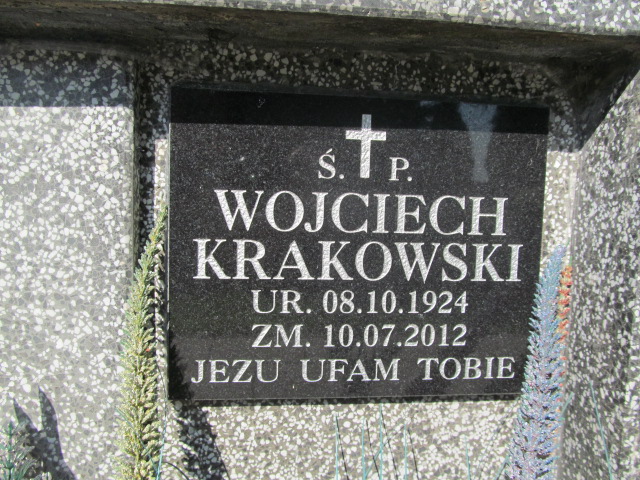 Ś. P.
WOJCIECH
KRAKOWSKI
UR. 08.10.1924
ZM. 10.07.2012
JEZU UFAM TOBIE